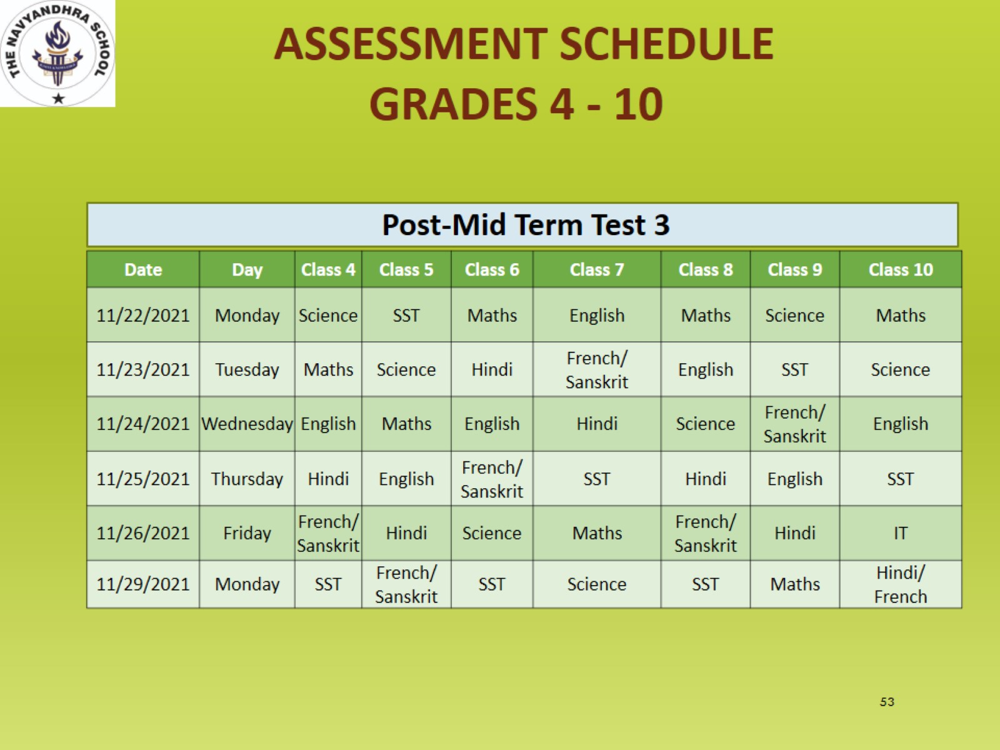 THE NAVYANDHRA SCHOOL
ASSESSMENT SCHEDULE
GRADES 4 - 10
Post-Mid Term Test 3
Date Day Class 4 Class 5 Class 6 Class 7 Class 8 Class 9 Class 10
11/22/2021 Monday Science SST Maths English Maths Science Maths
11/23/2021 Tuesday Maths Science Hindi French/ Sanskrit English SST Science
11/24/2021 Wednesday English Maths English Hindi Science French/ Sanskrit English
11/25/2021 Thursday Hindi English French/ Sanskrit SST Hindi English SST
11/26/2021 Friday French/ Sanskrit Hindi Science Maths French/ Sanskrit Hindi IT
11/29/2021 Monday SST French/ Sanskrit SST Science SST Maths Hindi/ French
53